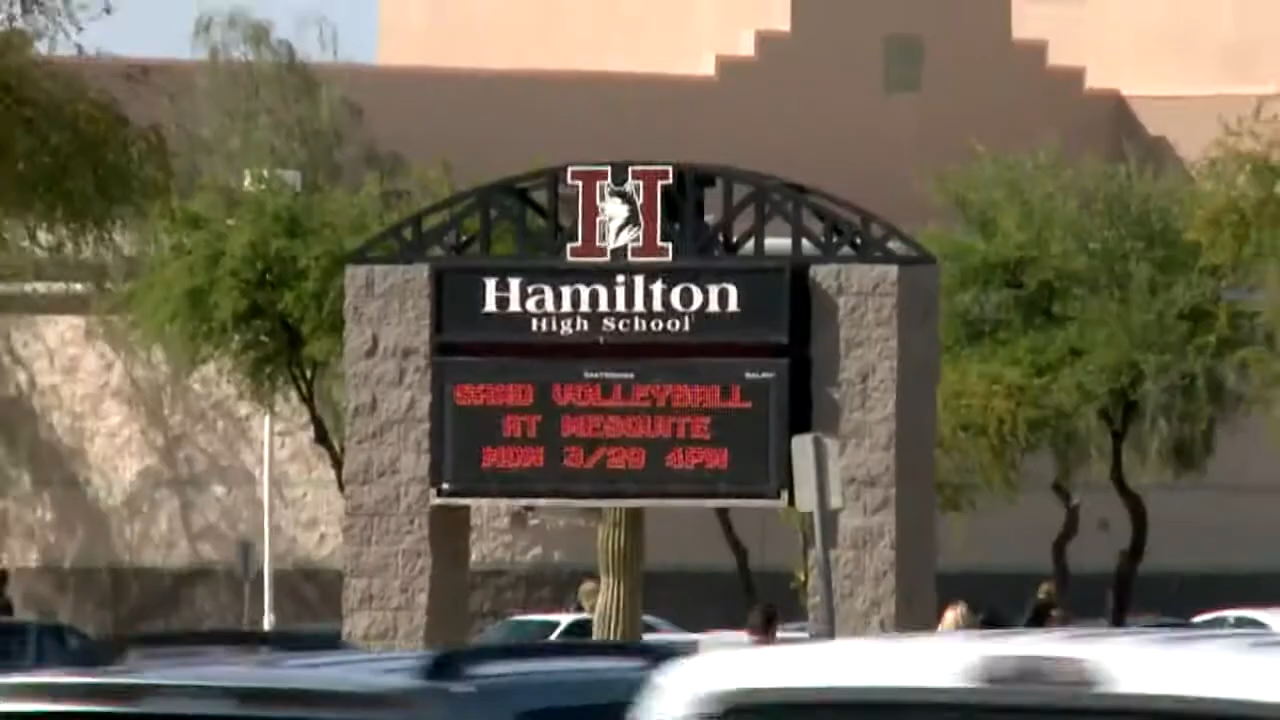 H
Hamilton
High School
SAND VOLLEYBALL
AT MESQUITE
MON 3/29 4PM